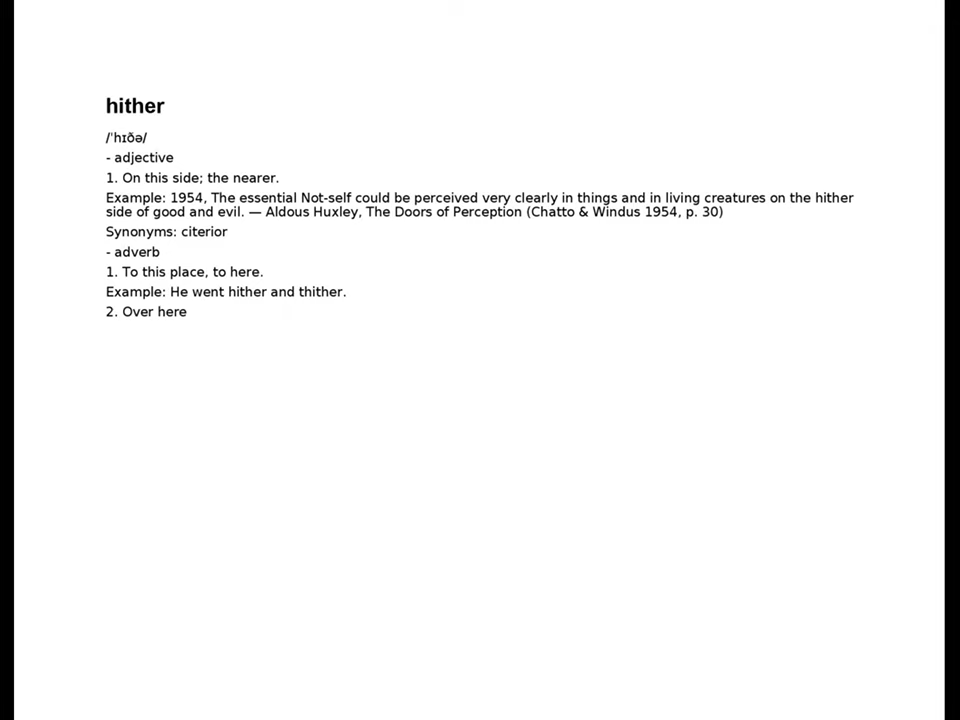 hither
/ˈhɪðə/
- adjective
1. On this side; the nearer.
Example: 1954, The essential Not-self could be perceived very clearly in things and in living creatures on the hither
side of good and evil. — Aldous Huxley, The Doors of Perception (Chatto & Windus 1954, p. 30)
Synonyms: citerior
- adverb
1. To this place, to here.
Example: He went hither and thither.
2. Over here